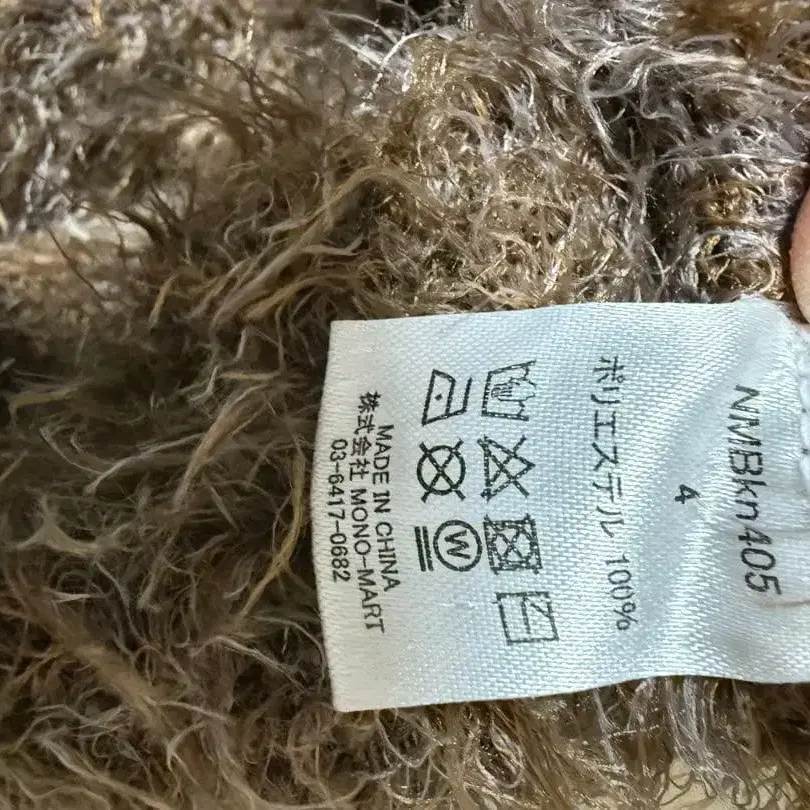 NMBkn405
4
ポリエステル 100%
W
MADE IN CHINA
株式会社 MONO-MART
03-6417-0682